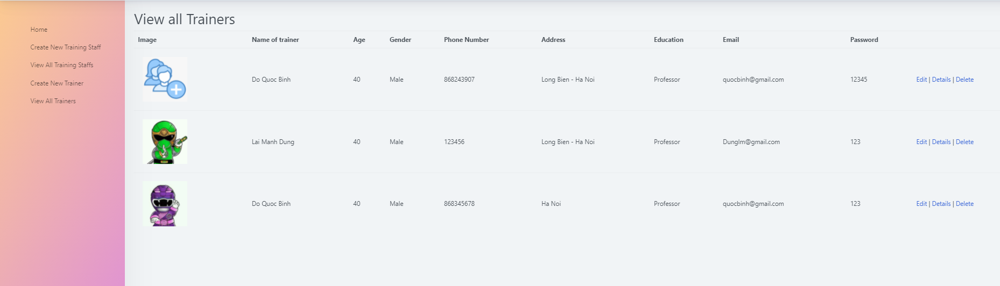 View all Trainers
Home
Create New Training Staff
View All Training Staffs
Create New Trainer
View All Trainers
Image Name of trainer Age Gender Phone Number Address Education Email Password
Do Quoc Binh 40 Male 868243907 Long Bien - Ha Noi Professor quocbinh@gmail.com 12345 Edit | Details | Delete
Lai Manh Dung 40 Male 123456 Long Bien - Ha Noi Professor Dunglm@gmail.com 123 Edit | Details | Delete
Do Quoc Binh 40 Male 868345678 Ha Noi Professor quocbinh@gmail.com 123 Edit | Details | Delete